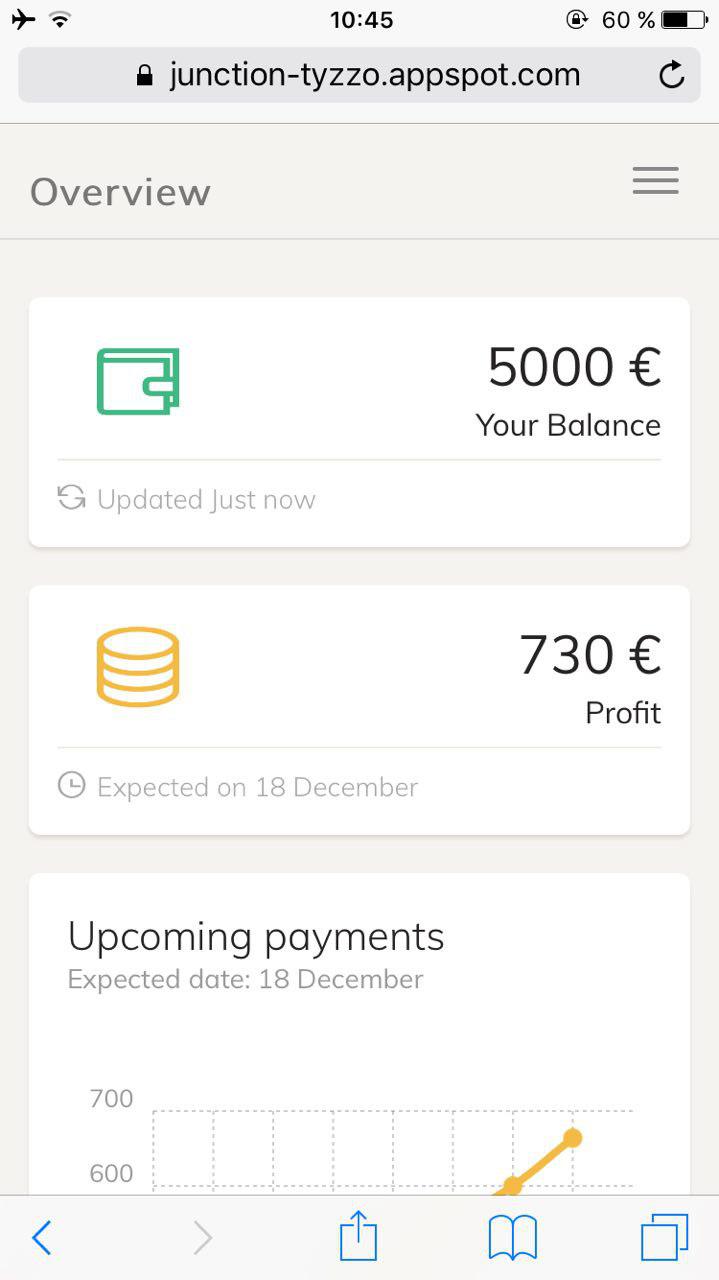 10:45
60 %
junction-tyzzo.appspot.com
Overview
5000 €
Your Balance
Updated Just now
730 €
Profit
Expected on 18 December
Upcoming payments
Expected date: 18 December
700
600